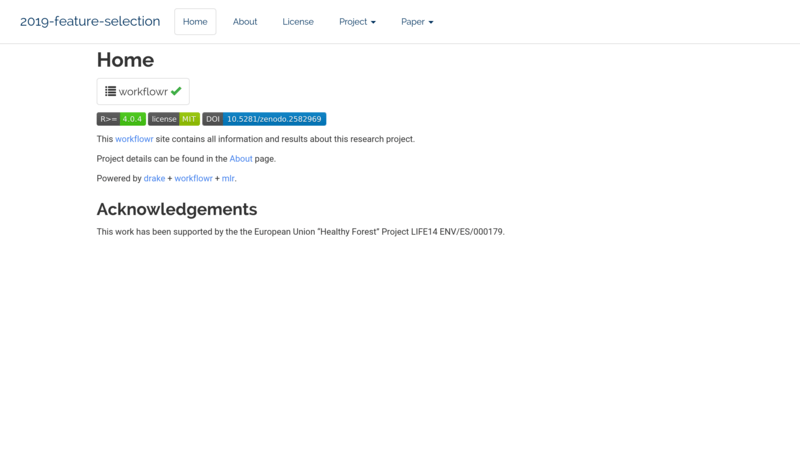 2019-feature-selection Home About License Project Paper
Home
workflowr
R>= 4.0.4 license MIT DOI 10.5281/zenodo.2582969
This workflowr site contains all information and results about this research project.
Project details can be found in the About page.
Powered by drake + workflowr + mlr.
Acknowledgements
This work has been supported by the the European Union “Healthy Forest” Project LIFE14 ENV/ES/000179.